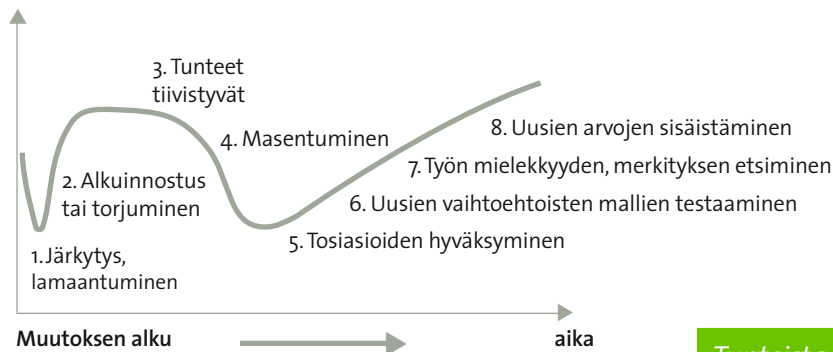 3. Tunteet
tiivistyvät
4. Masentuminen
8. Uusien arvojen sisäistäminen
7. Työn mielekkyyden, merkityksen etsiminen
2. Alkuinnostus
tai torjuminen
6. Uusien vaihtoehtoisten mallien testaaminen
5. Tosiasioiden hyväksyminen
1.Järkytys,
lamaantuminen
Muutoksen alku
aika